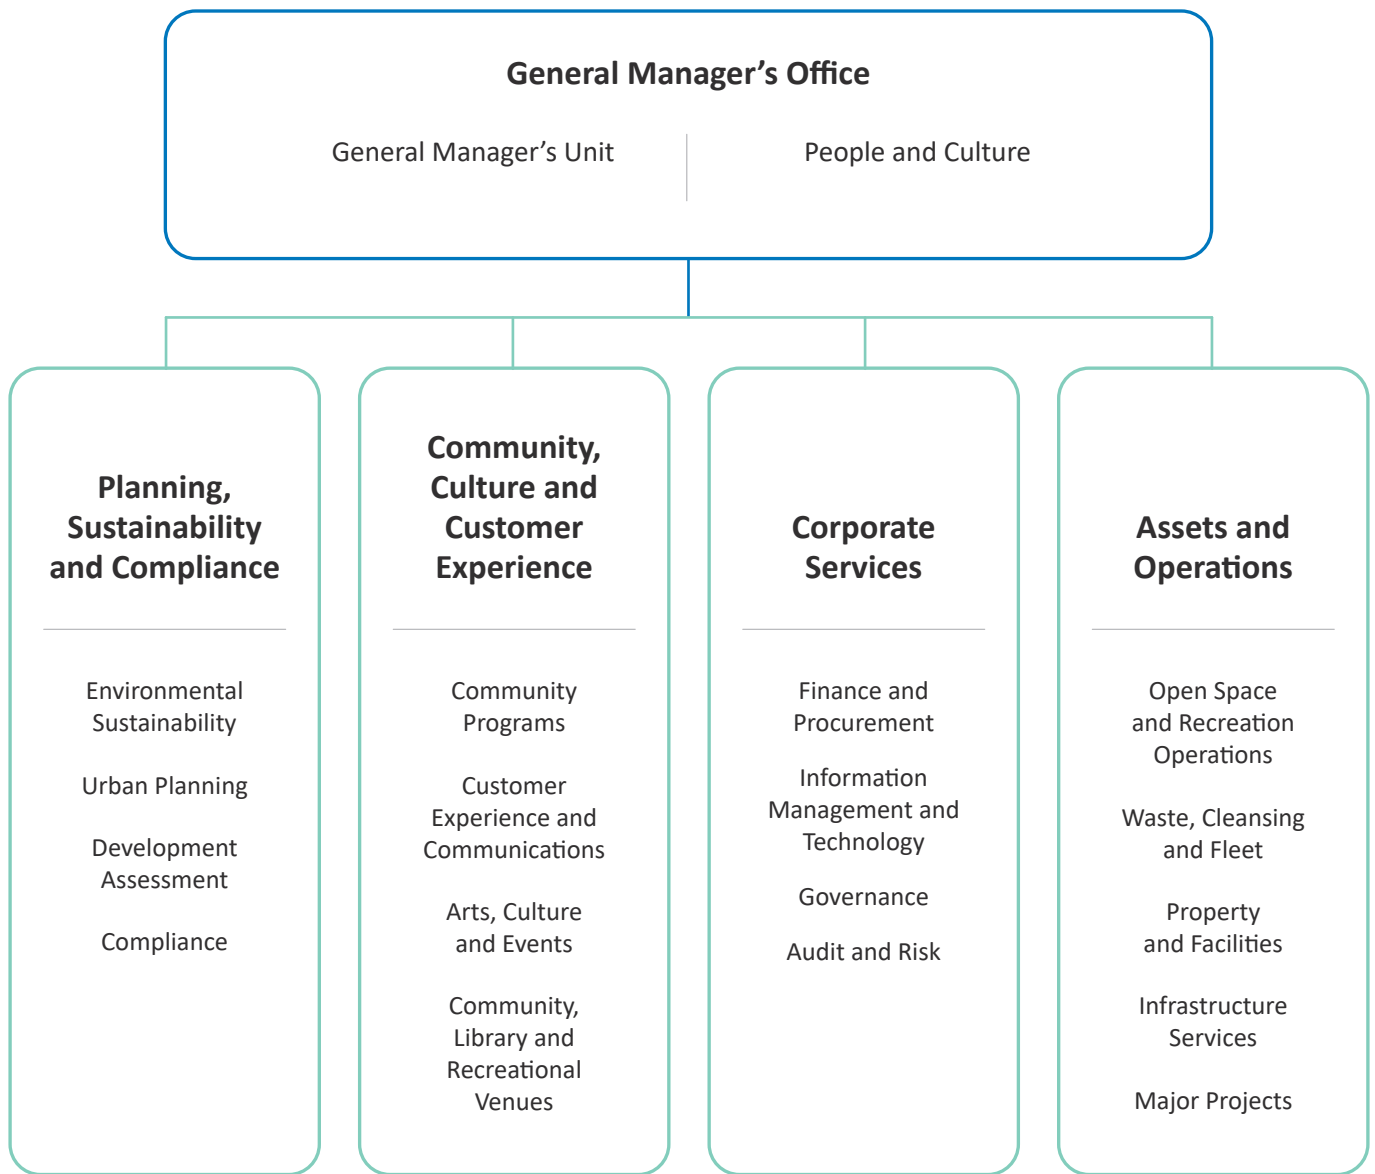 General Manager’s Office
General Manager’s Unit
People and Culture
Planning,
Sustainability
and Compliance
Environmental
Sustainability
Urban Planning
Development
Assessment
Compliance
Community,
Culture and
Customer
Experience
Community
Programs
Customer
Experience and
Communications
Arts, Culture
and Events
Community,
Library and
Recreational
Venues
Corporate
Services
Finance and
Procurement
Information
Management and
Technology
Governance
Audit and Risk
Assets and
Operations
Open Space
and Recreation
Operations
Waste, Cleansing
and Fleet
Property
and Facilities
Infrastructure
Services
Major Projects